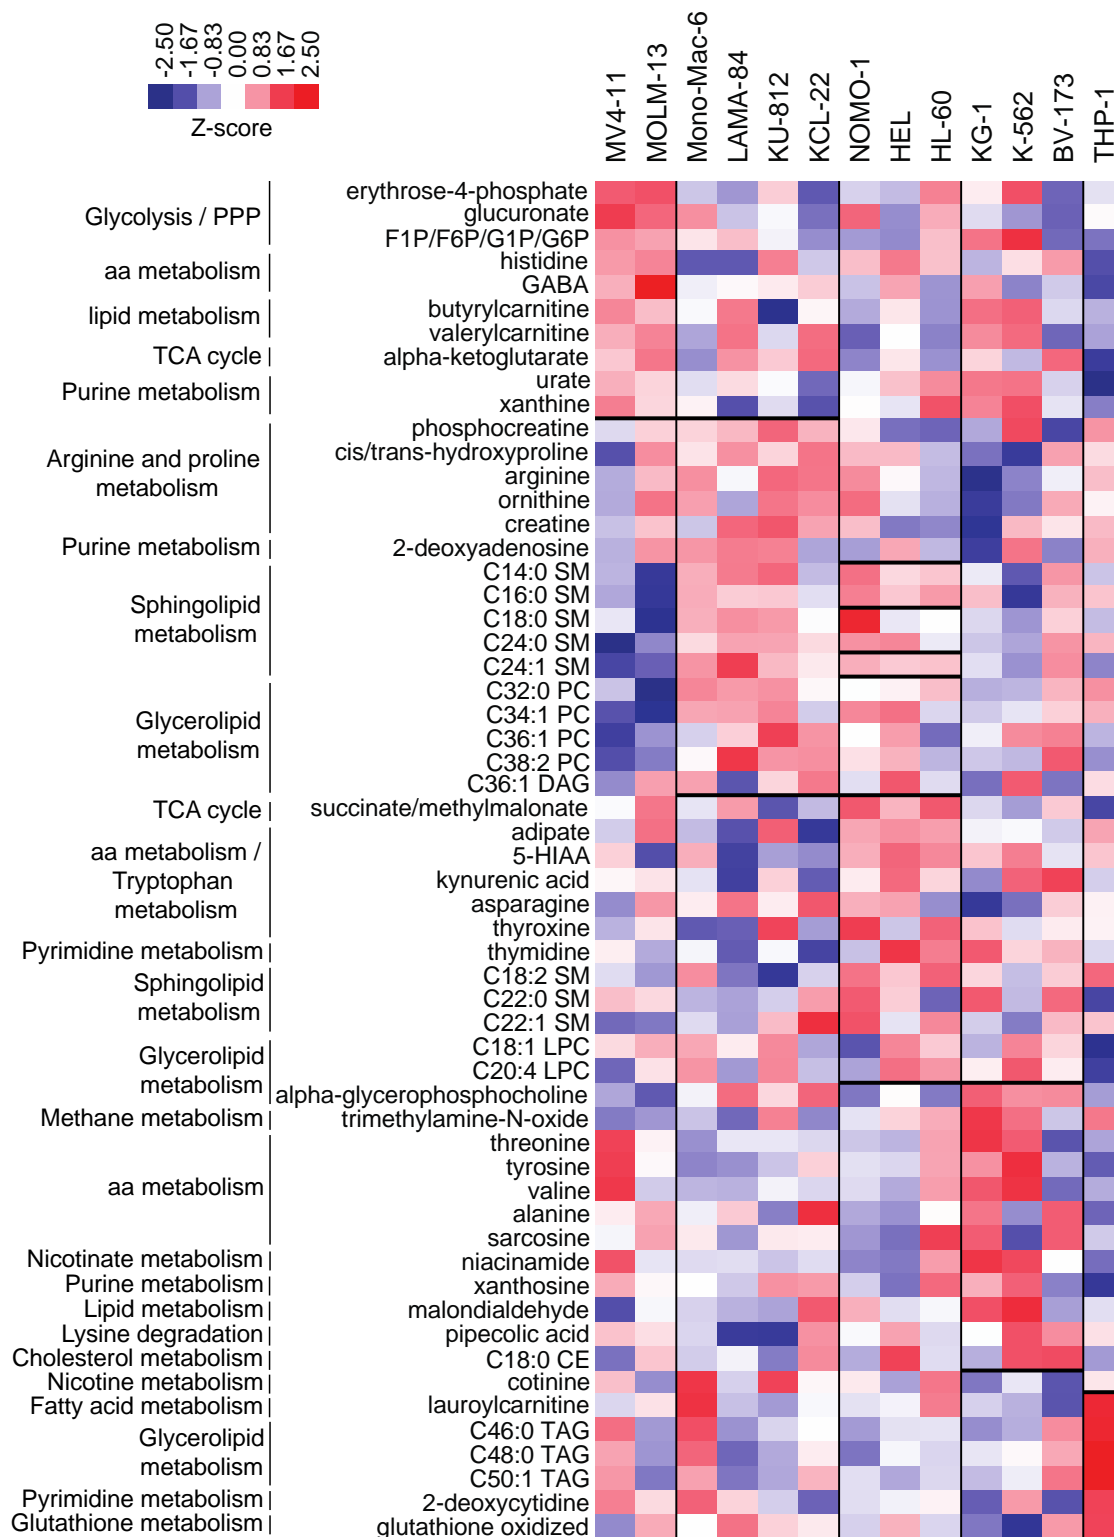 -2.50
-1.67
-0.83
0.00
0.83
1.67
2.50
Z-score
MV4-11
MOLM-13
Mono-Mac-6
LAMA-84
KU-812
KCL-22
NOMO-1
HEL
HL-60
KG-1
K-562
BV-173
THP-1
Glycolysis / PPP
aa metabolism
lipid metabolism
TCA cycle
Purine metabolism
Arginine and proline
metabolism
Purine metabolism
Sphingolipid
metabolism
Glycerolipid
metabolism
TCA cycle
aa metabolism /
Tryptophan
metabolism
Pyrimidine metabolism
Sphingolipid
metabolism
Glycerolipid
metabolism
Methane metabolism
aa metabolism
Nicotinate metabolism
Purine metabolism
Lipid metabolism
Lysine degradation
Cholesterol metabolism
Nicotine metabolism
Fatty acid metabolism
Glycerolipid
metabolism
Pyrimidine metabolism
Glutathione metabolism
erythrose-4-phosphate
glucuronate
F1P/F6P/G1P/G6P
histidine
GABA
butyrylcarnitine
valerylcarnitine
alpha-ketoglutarate
urate
xanthine
phosphocreatine
cis/trans-hydroxyproline
arginine
ornithine
creatine
2-deoxyadenosine
C14:0 SM
C16:0 SM
C18:0 SM
C24:0 SM
C24:1 SM
C32:0 PC
C34:1 PC
C36:1 PC
C38:2 PC
C36:1 DAG
succinate/methylmalonate
adipate
5-HIAA
kynurenic acid
asparagine
thyroxine
thymidine
C18:2 SM
C22:0 SM
C22:1 SM
C18:1 LPC
C20:4 LPC
alpha-glycerophosphocholine
trimethylamine-N-oxide
threonine
tyrosine
valine
alanine
sarcosine
niacinamide
xanthosine
malondialdehyde
pipecolic acid
C18:0 CE
cotinine
lauroylcarnitine
C46:0 TAG
C48:0 TAG
C50:1 TAG
2-deoxycytidine
glutathione oxidized